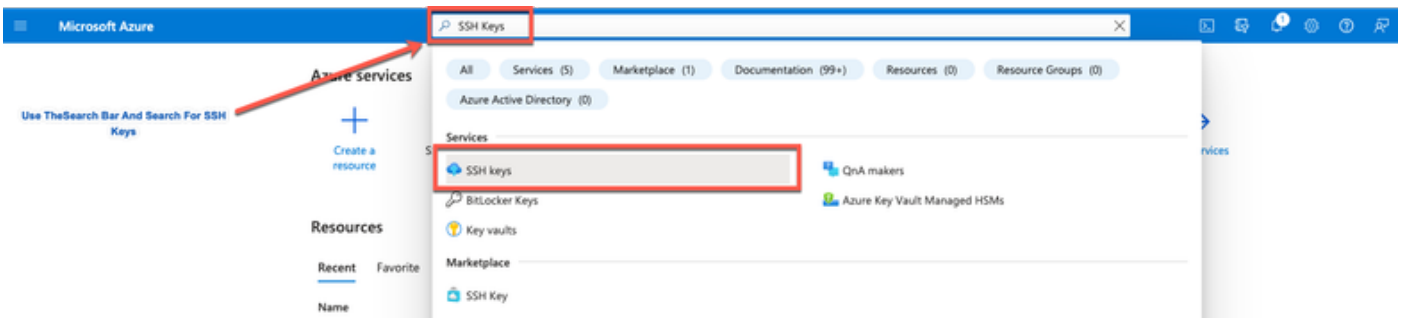 Microsoft Azure
SSH Keys
All
Services (5)
Marketplace (1)
Documentation (99+)
Resources (0)
Resource Groups (0)
Azure Active Directory (0)
Azure services
Use TheSearch Bar And Search For SSH
Keys
Create a
resource
S
Services
SSH keys
QnA makers
BitLocker Keys
Azure Key Vault Managed HSMs
Key vaults
rvices
Resources
Recent
Favorite
Name
Marketplace
SSH Key
1